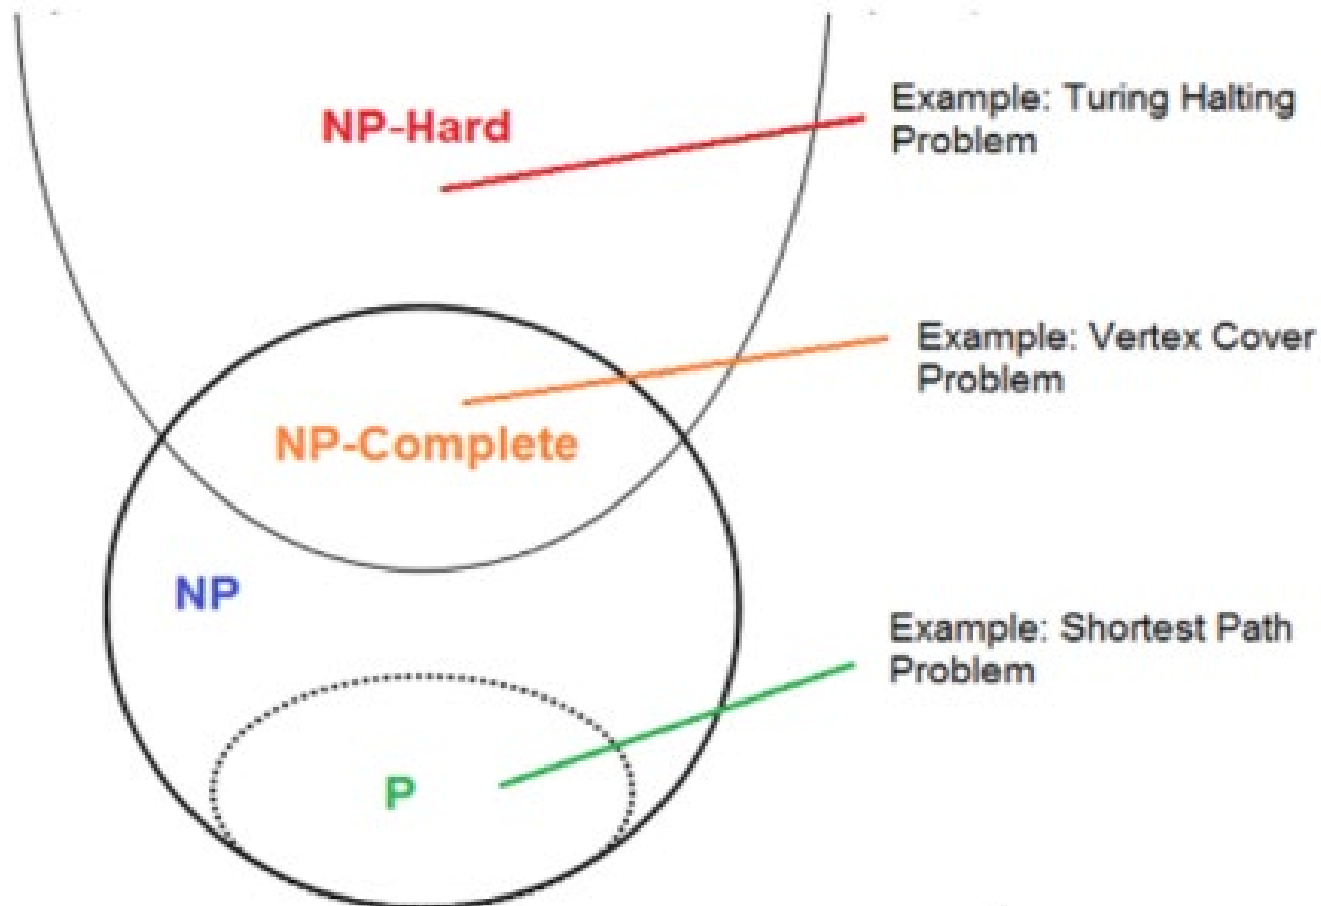 NP-Hard
Example: Turing Halting
Problem
Example: Vertex Cover
Problem
NP-Complete
NP
Example: Shortest Path
Problem
P